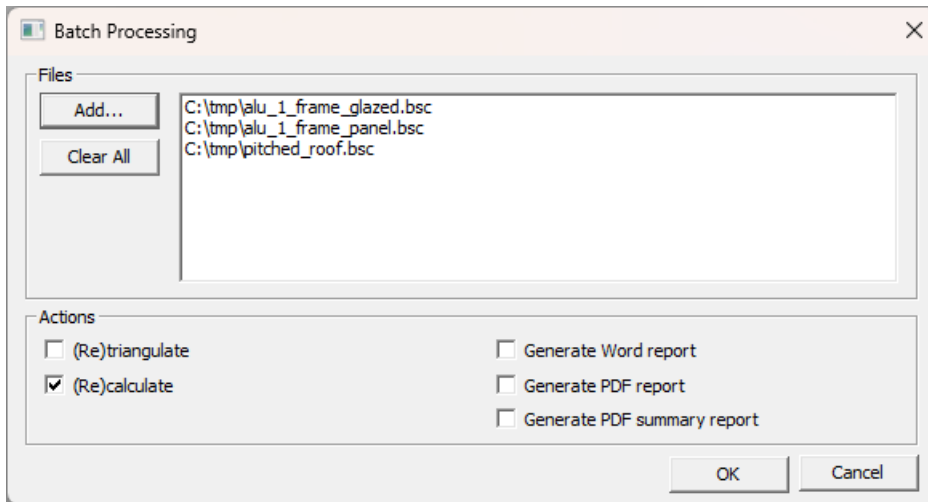 Batch Processing
Files
Add...
Clear All
C:\tmp\alu_1_frame_glazed.bsc
C:\tmp\alu_1_frame_panel.bsc
C:\tmp\pitched_roof.bsc
Actions
(Re)triangulate
(Re)calculate
Generate Word report
Generate PDF report
Generate PDF summary report
OK
Cancel